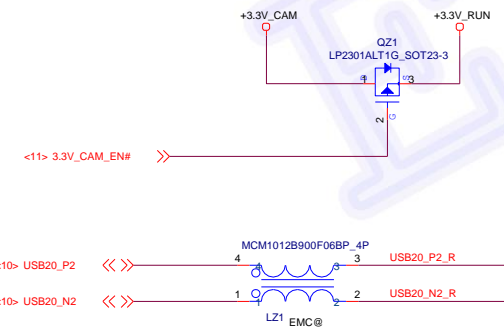 +3.3V_CAM +3.3V_RUN
QZ1
LP2301ALT1G_SOT23-3
1 D S 3
2 G
<11> 3.3V_CAM_EN#
MCM1012B900F06BP_4P
<10> USB20_P2 4 4 3 3 USB20_P2_R
<10> USB20_N2 1 1 2 2 USB20_N2_R
LZ1 EMC@